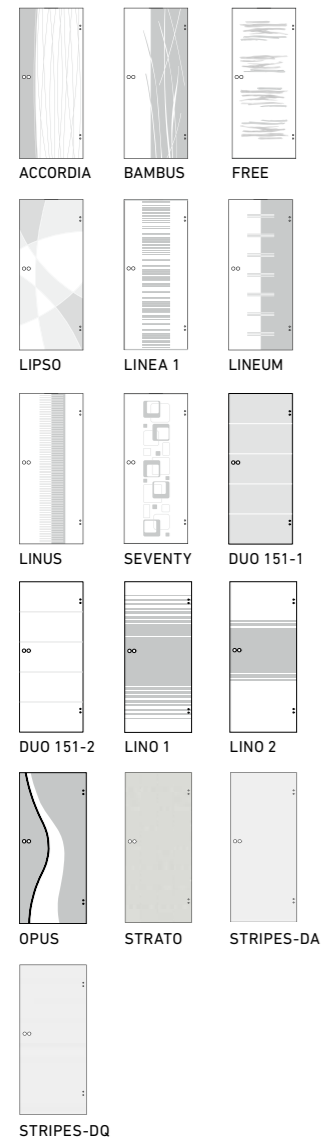 ACCORDIA BAMBUS FREE
LIPSO LINEA 1 LINEUM
LINUS SEVENTY DUO 151-1
DUO 151-2 LINO 1 LINO 2
OPUS STRATO STRIPES-DA
STRIPES-DQ